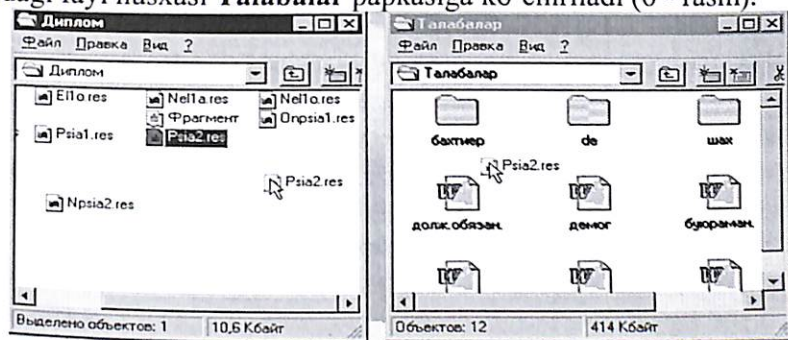 dagi fayl nusxasi Talabalar papkasiga ko'chiriladi (6 - rasm).
Диплом
Файл Правка Вид ?
Диплом
El1o.res Nel1a.res Nel1o.res
Фрагмент Onpsia1.res
Psia1.res Psia2.res
Psia2.res
Npsia2.res
Выделено объектов: 1 10,6 Кбайт
Талабалар
Файл Правка Вид ?
Талабалар
бахтиер de шах
Psia2.res
долж.обязан. демог буюраман.
Объектов: 12 414 Кбайт